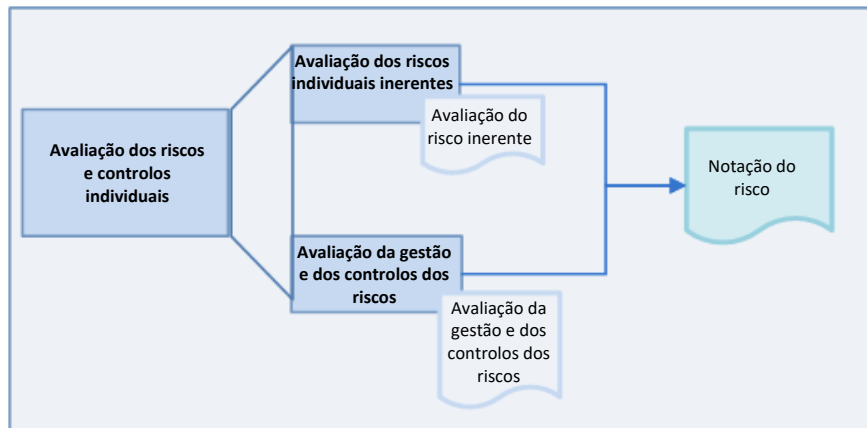 Avaliação dos riscos
e controlos
individuais
Avaliação dos riscos
individuais inerentes
Avaliação do
risco inerente
Avaliação da gestão
e dos controlos dos
riscos
Avaliação da
gestão e dos
controlos dos
riscos
Notação do
risco